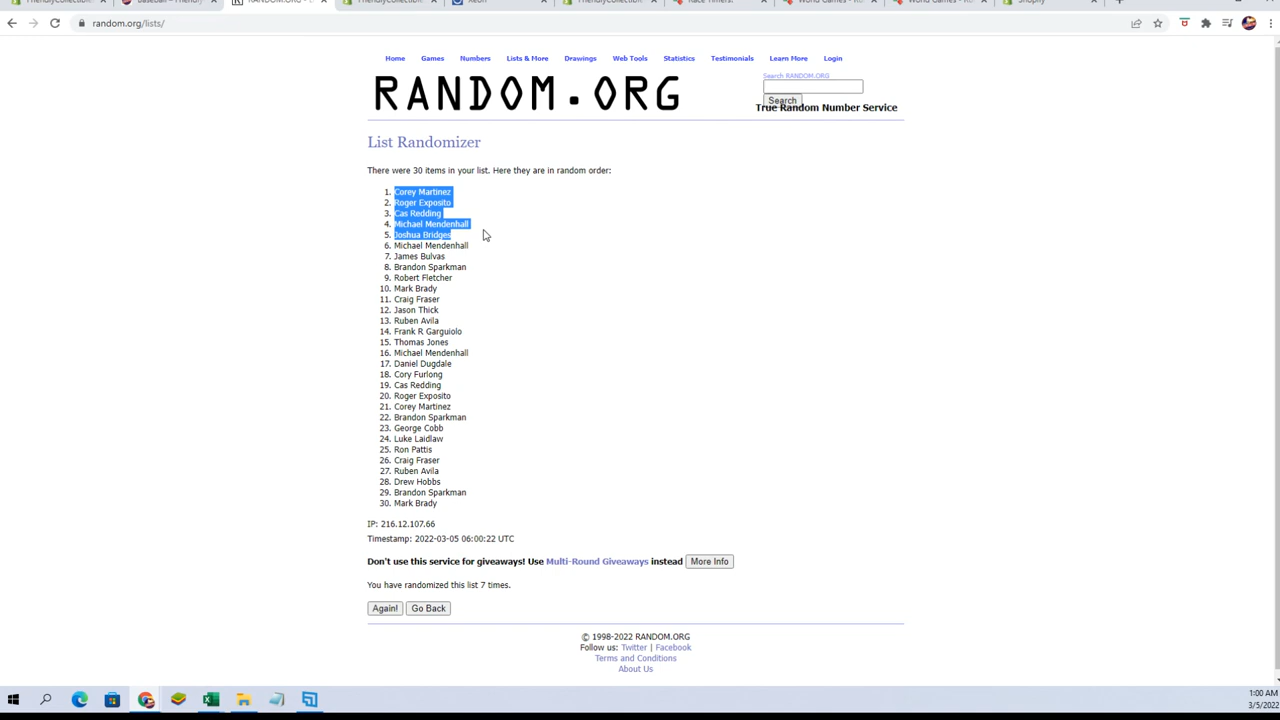 random.org/lists/
Home Games Numbers Lists & More Drawings Web Tools Statistics Testimonials Learn More Login
RANDOM.ORG
Search RANDOM.ORG
Search
True Random Number Service
List Randomizer
There were 30 items in your list. Here they are in random order:
1. Corey Martinez
2. Roger Exposito
3. Cas Redding
4. Michael Mendenhall
5. Joshua Bridges
6. Michael Mendenhall
7. James Bulvas
8. Brandon Sparkman
9. Robert Fletcher
10. Mark Brady
11. Craig Fraser
12. Jason Thick
13. Ruben Avila
14. Frank R Garguiolo
15. Thomas Jones
16. Michael Mendenhall
17. Daniel Dugdale
18. Cory Furlong
19. Cas Redding
20. Roger Exposito
21. Corey Martinez
22. Brandon Sparkman
23. George Cobb
24. Luke Laidlaw
25. Ron Pattis
26. Craig Fraser
27. Ruben Avila
28. Drew Hobbs
29. Brandon Sparkman
30. Mark Brady
IP: 216.12.107.66
Timestamp: 2022-03-05 06:00:22 UTC
Don't use this service for giveaways! Use Multi-Round Giveaways instead More Info
You have randomized this list 7 times.
Again! Go Back
© 1998-2022 RANDOM.ORG
Follow us: Twitter | Facebook
Terms and Conditions
About Us
1:00 AM
3/5/2022